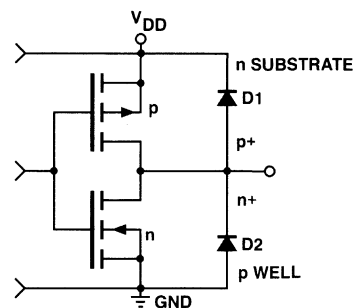 VDD
n SUBSTRATE
D1
p
p+
n+
n
D2
p WELL
GND